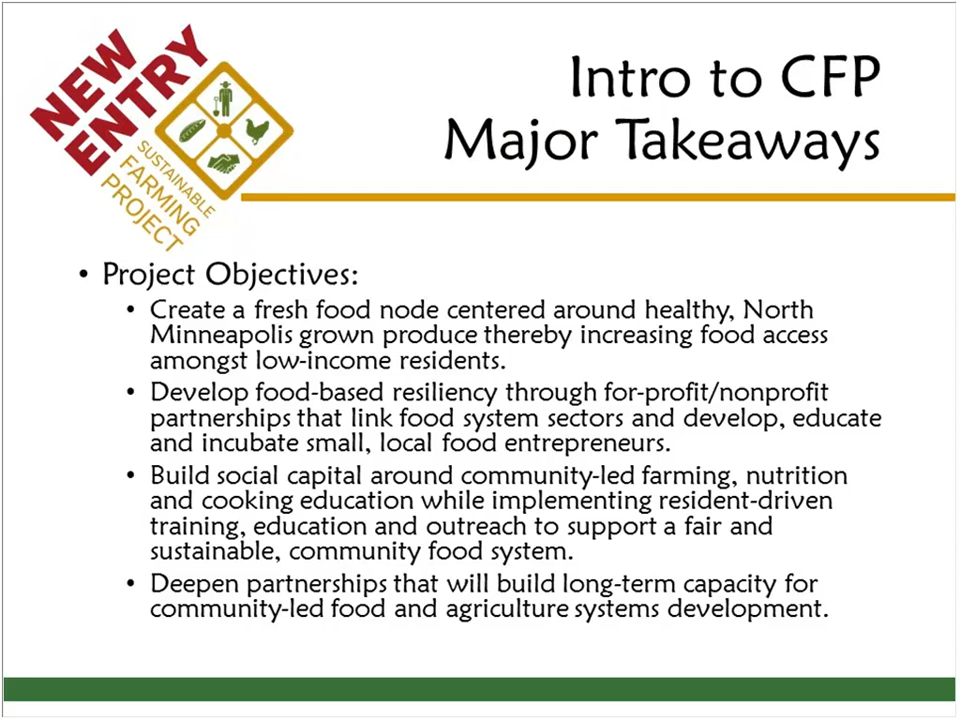 NEW
ENTRY
SUSTAINABLE
FARMING
PROJECT
Intro to CFP
Major Takeaways
• Project Objectives:
• Create a fresh food node centered around healthy, North
Minneapolis grown produce thereby increasing food access
amongst low-income residents.
• Develop food-based resiliency through for-profit/nonprofit
partnerships that link food system sectors and develop, educate
and incubate small, local food entrepreneurs.
• Build social capital around community-led farming, nutrition
and cooking education while implementing resident-driven
training, education and outreach to support a fair and
sustainable, community food system.
• Deepen partnerships that will build long-term capacity for
community-led food and agriculture systems development.